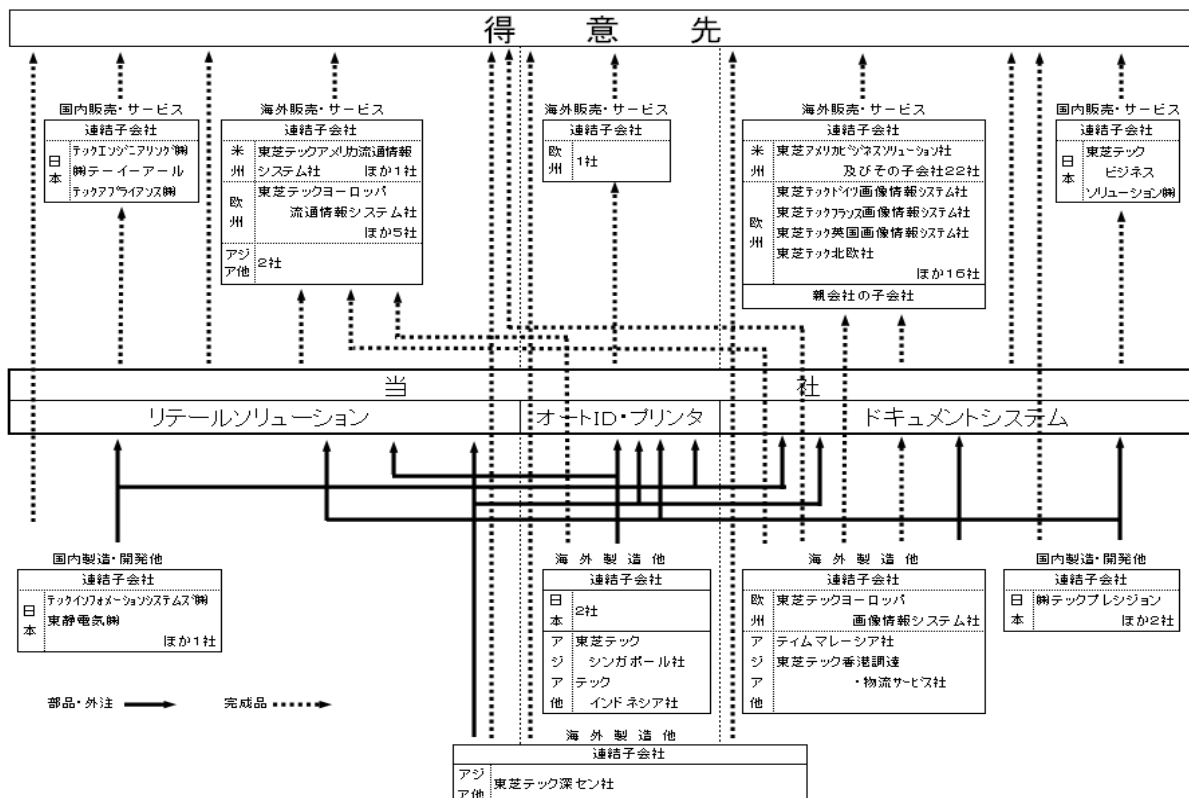 得意先
国内販売・サービス
連結子会社
日本
テックエンジニアリング㈱
㈱テーイーアール
テックアプライアンス㈱
海外販売・サービス
連結子会社
米州
東芝テックアメリカ流通情報
システム社 ほか1社
欧州
東芝テックヨーロッパ
流通情報システム社
ほか5社
アジア他
2社
海外販売・サービス
連結子会社
欧州
1社
海外販売・サービス
連結子会社
米州
東芝アメリカビジネスソリューション社
及びその子会社22社
欧州
東芝テックドイツ画像情報システム社
東芝テックフランス画像情報システム社
東芝テック英国画像情報システム社
東芝テック北欧社
ほか16社
親会社の子会社
国内販売・サービス
連結子会社
日本
東芝テック
ビジネス
ソリューション㈱
当社
リテールソリューション
オートID・プリンタ
ドキュメントシステム
国内製造・開発他
連結子会社
日本
テックインフォメーションシステムズ㈱
東静電気㈱
ほか1社
海外製造他
連結子会社
日本
2社
アジア他
東芝テック
シンガポール社
テック
インドネシア社
海外製造他
連結子会社
欧州
東芝テックヨーロッパ
画像情報システム社
アジア他
ティムマレーシア社
東芝テック香港調達
・物流サービス社
国内製造・開発他
連結子会社
日本
㈱テックプレシジョン
ほか2社
部品・外注
完成品
海外製造他
連結子会社
アジア他
東芝テック深セン社